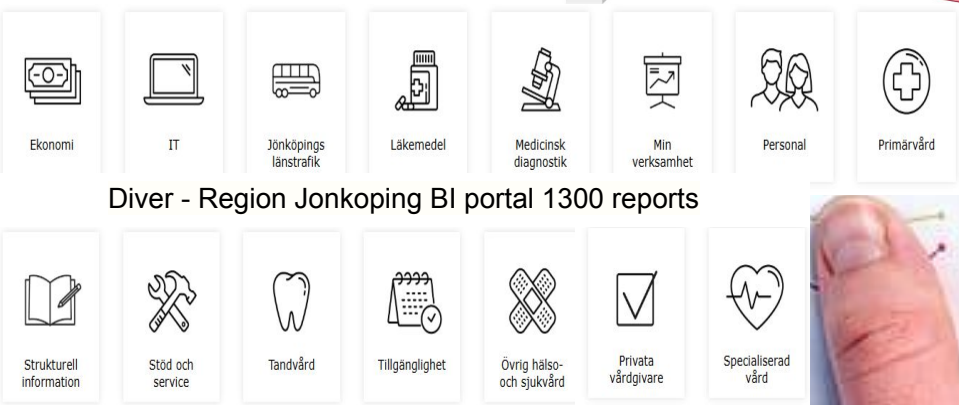 Ekonomi
IT
Jönköpings
länstrafik
Läkemedel
Medicinsk
diagnostik
Min
verksamhet
Personal
Primärvård
Diver - Region Jonkoping BI portal 1300 reports
Strukturell
information
Stöd och
service
Tandvård
Tillgänglighet
Övrig hälso-
och sjukvård
Privata
vårdgivare
Specialiserad
vård